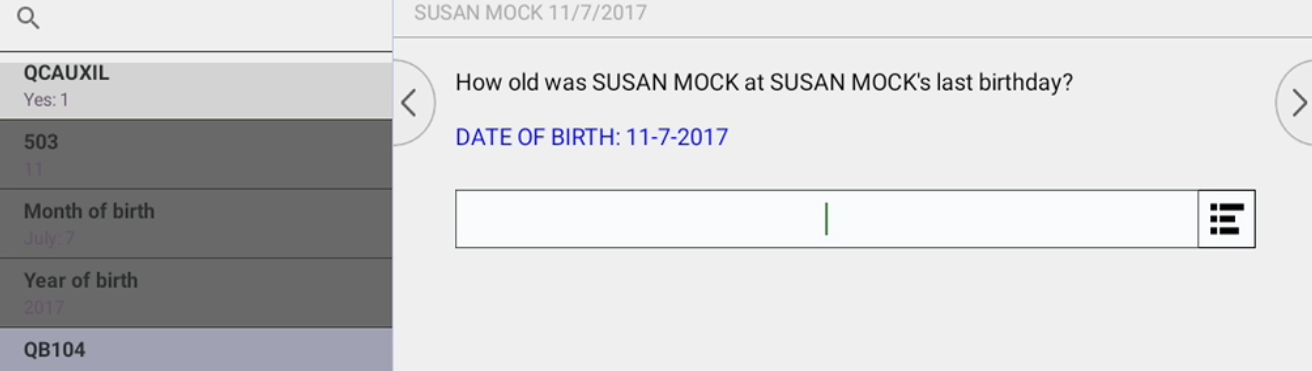 SUSAN MOCK 11/7/2017
QCAUXIL
Yes: 1
503
11
Month of birth
July: 7
Year of birth
2017
QB104
How old was SUSAN MOCK at SUSAN MOCK's last birthday?
DATE OF BIRTH: 11-7-2017